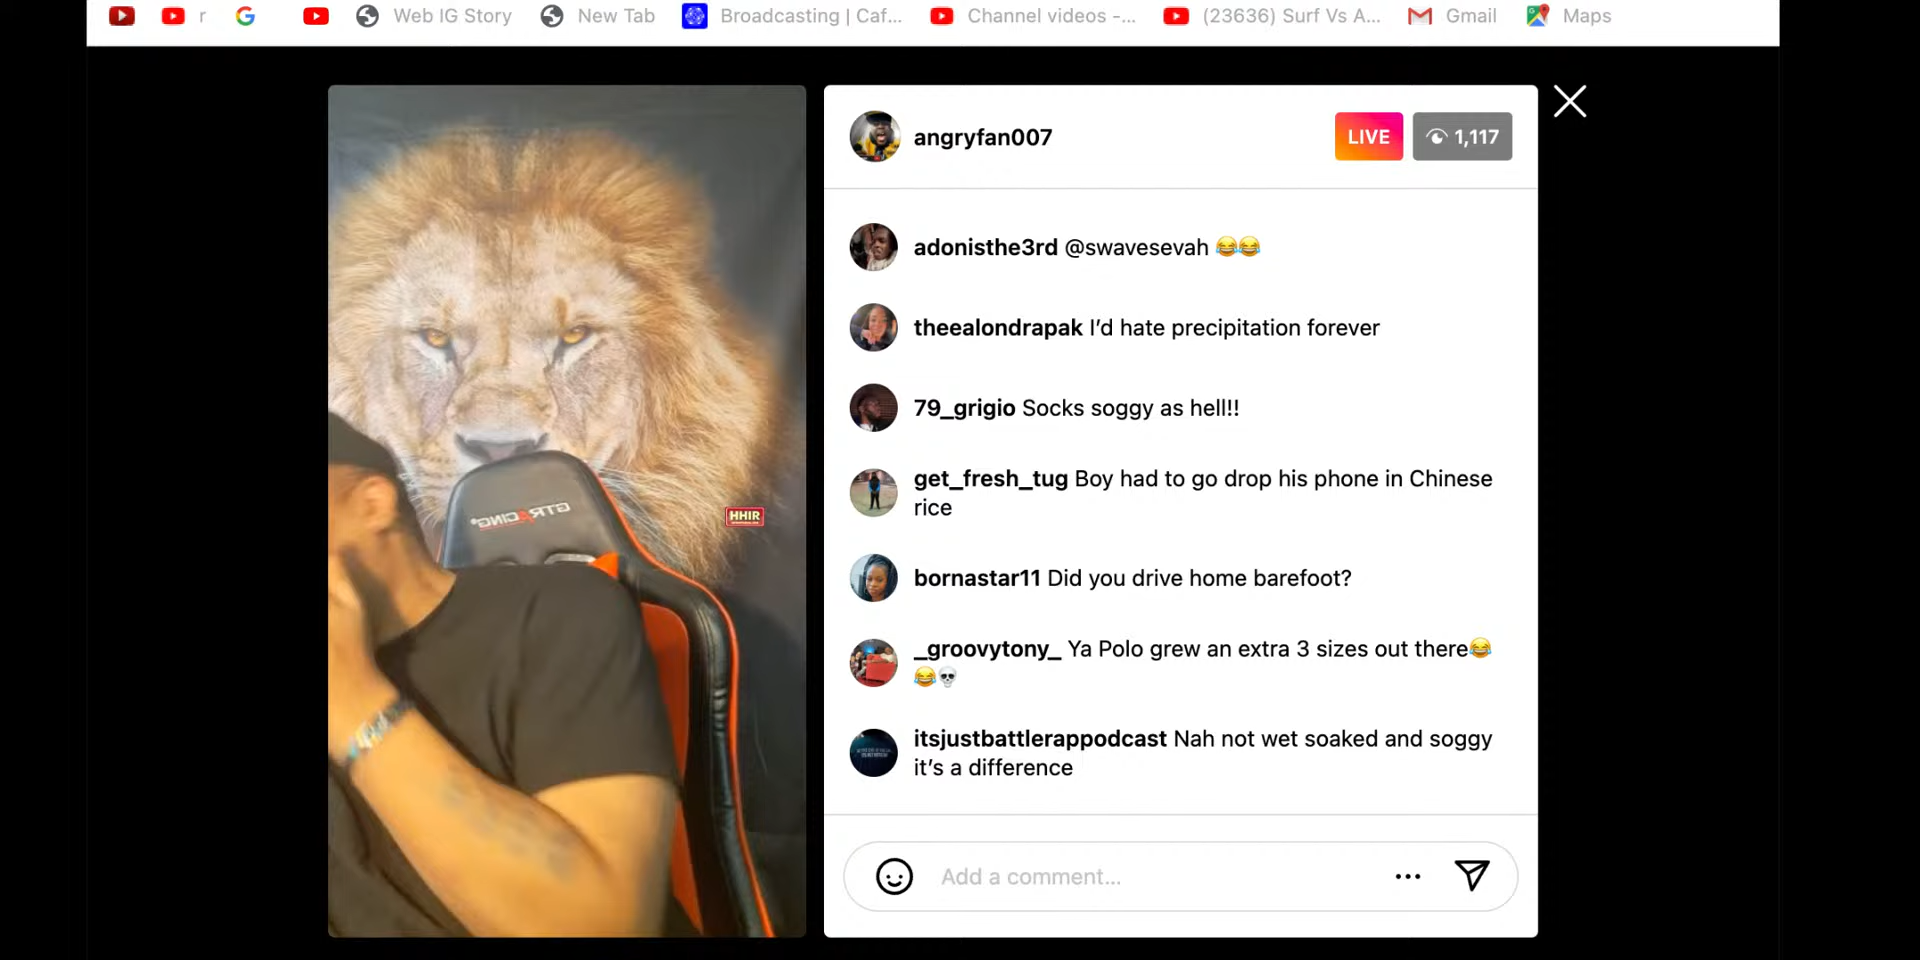 r
Web IG Story
New Tab
Broadcasting | Caf...
Channel videos -...
(23636) Surf Vs A...
Gmail
Maps
angryfan007
LIVE
1,117
adonisthe3rd @swavesevah 😂😂
theealondrapak I’d hate precipitation forever
79_grigio Socks soggy as hell!!
get_fresh_tug Boy had to go drop his phone in Chinese
rice
bornastar11 Did you drive home barefoot?
_groovytony_ Ya Polo grew an extra 3 sizes out there😂
😂💀
itsjustbattlerappodcast Nah not wet soaked and soggy
it’s a difference
Add a comment...
GTRACING
HHIR